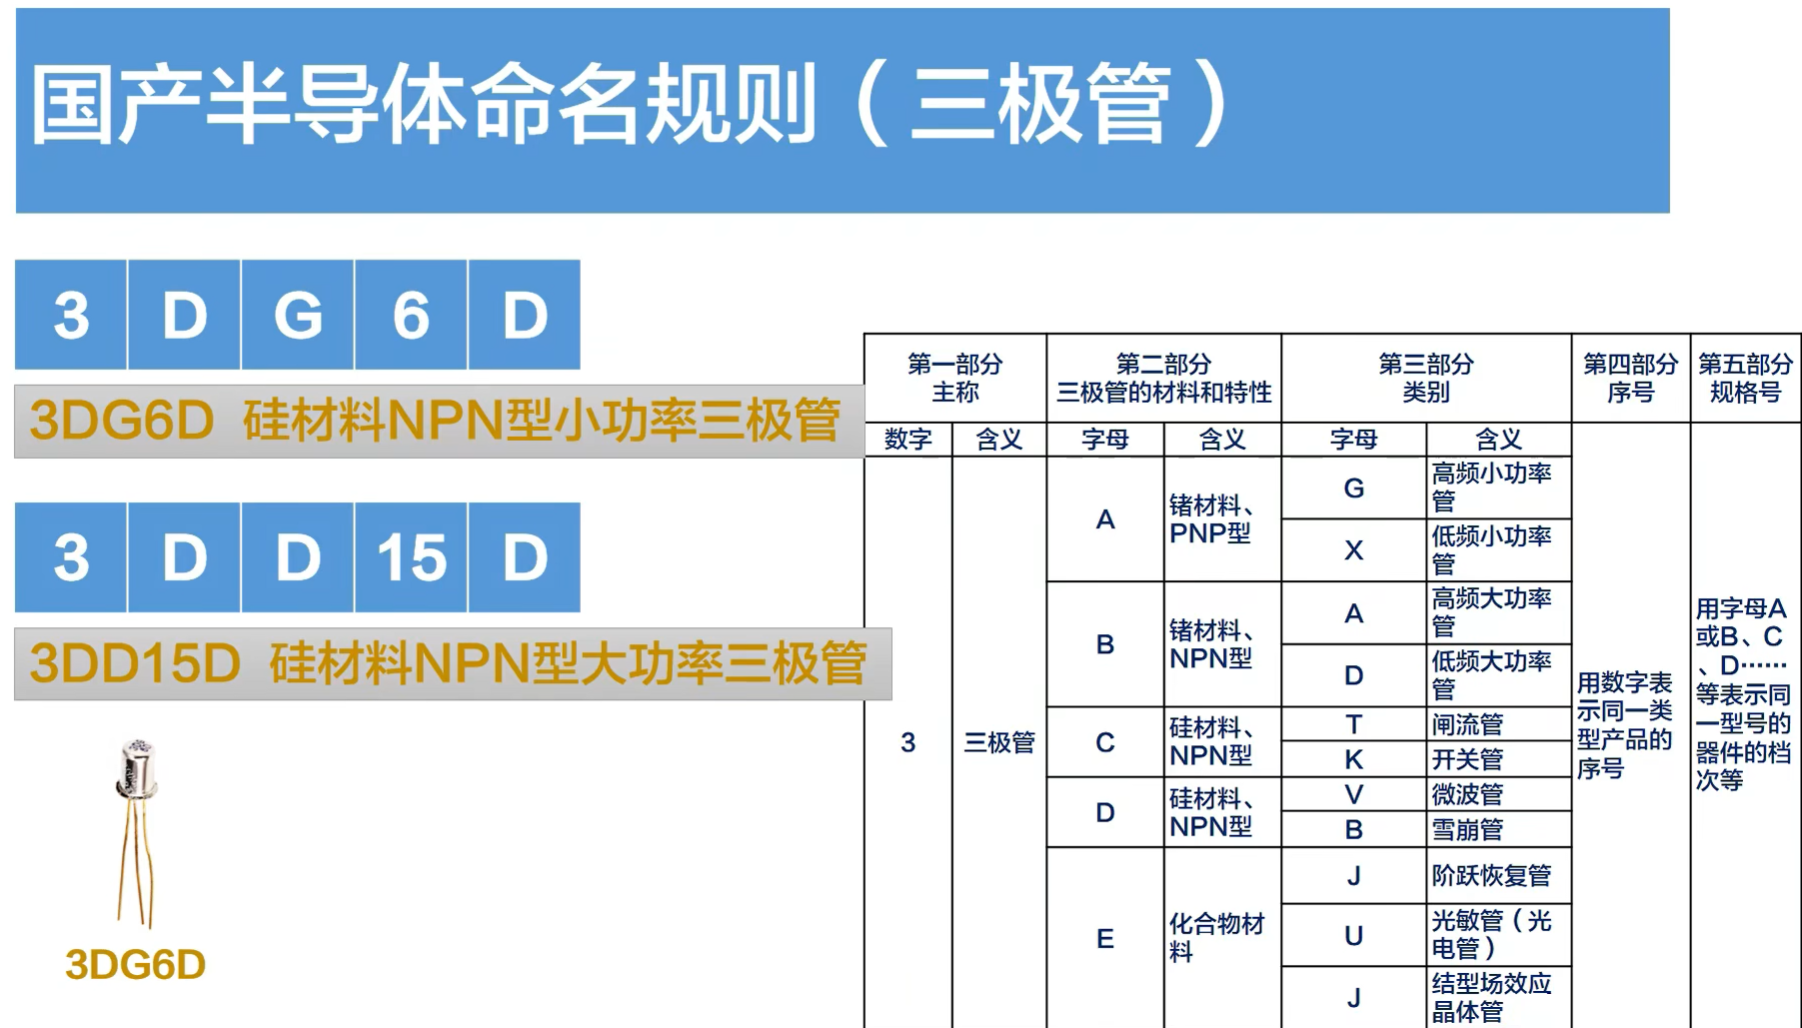 国产半导体命名规则（三极管）
3 D G 6 D
3DG6D 硅材料NPN型小功率三极管
3 D D 15 D
3DD15D 硅材料NPN型大功率三极管
3DG6D
第一部分
主称
第二部分
三极管的材料和特性
第三部分
类别
第四部分
序号
第五部分
规格号
数字
含义
字母
含义
字母
含义
3
三极管
A
锗材料、
PNP型
B
锗材料、
NPN型
C
硅材料、
NPN型
D
硅材料、
NPN型
E
化合物材
料
G
高频小功率
管
X
低频小功率
管
A
高频大功率
管
D
低频大功率
管
T
闸流管
K
开关管
V
微波管
B
雪崩管
J
阶跃恢复管
U
光敏管（光
电管）
J
结型场效应
晶体管
用数字表
示同一类
型产品的
序号
用字母A
或B、C
、D……
等表示同
一型号的
器件的档
次等